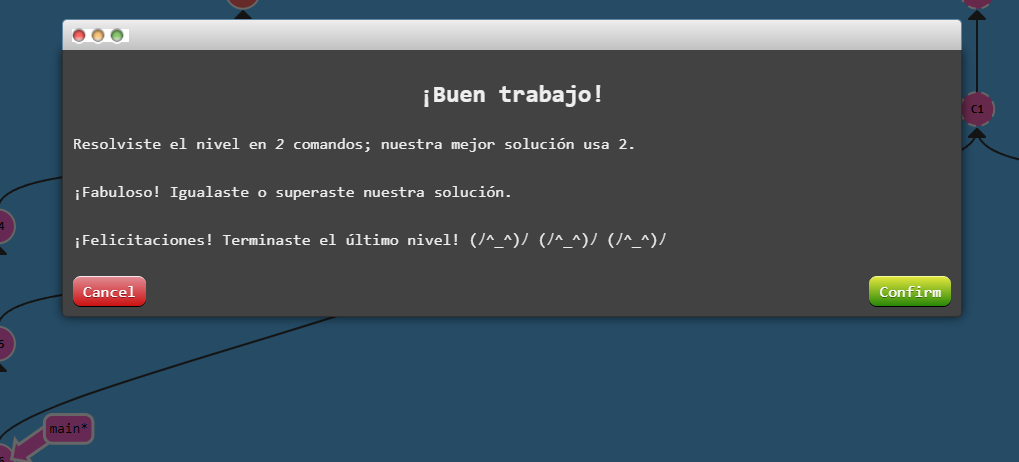 ¡Buen trabajo!
C1
Resolviste el nivel en 2 comandos; nuestra mejor solución usa 2.
¡Fabuloso! Igualaste o superaste nuestra solución.
4
¡Felicitaciones! Terminaste el último nivel! (/^_^)/ (/^_^)/ (/^_^)/
Cancel
Confirm
5
main*
6